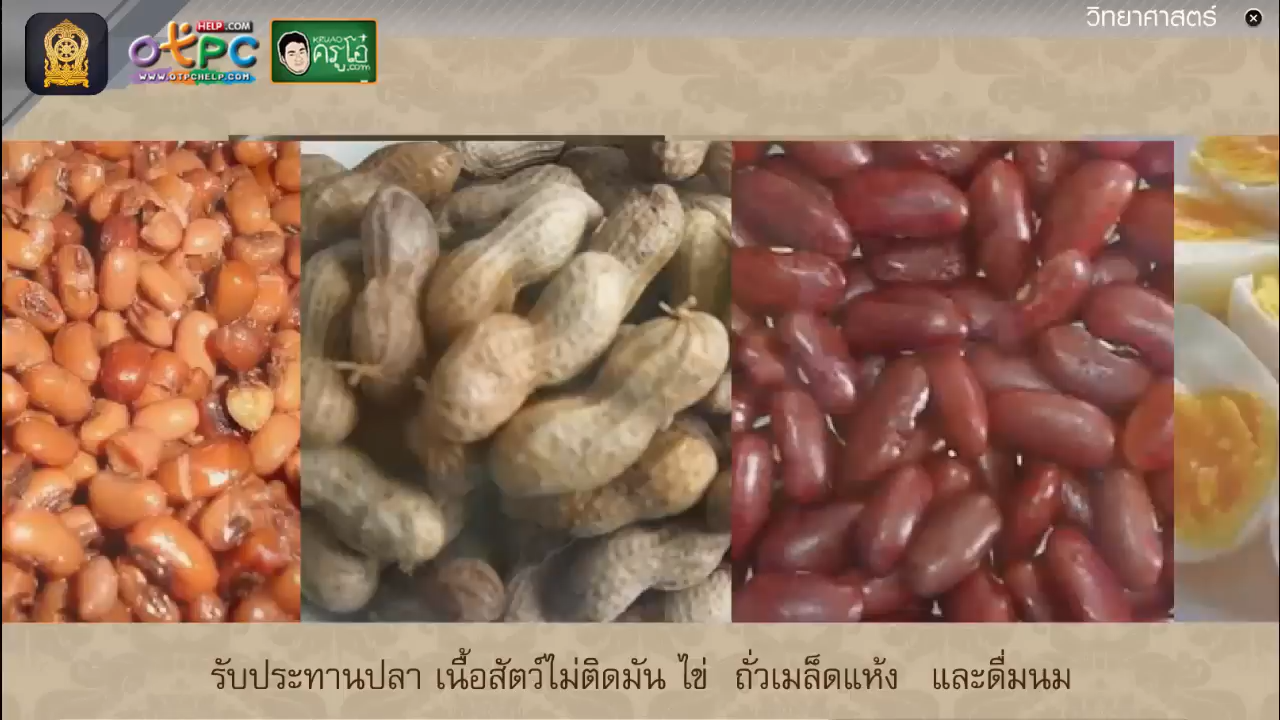 วิทยาศาสตร์
HELP.COM
OTPC
WWW.OTPCHELP.COM
KRUAO
ครูโอ๋
.com
รับประทานปลา เนื้อสัตว์ไม่ติดมัน ไข่ ถั่วเมล็ดแห้ง และดื่มนม